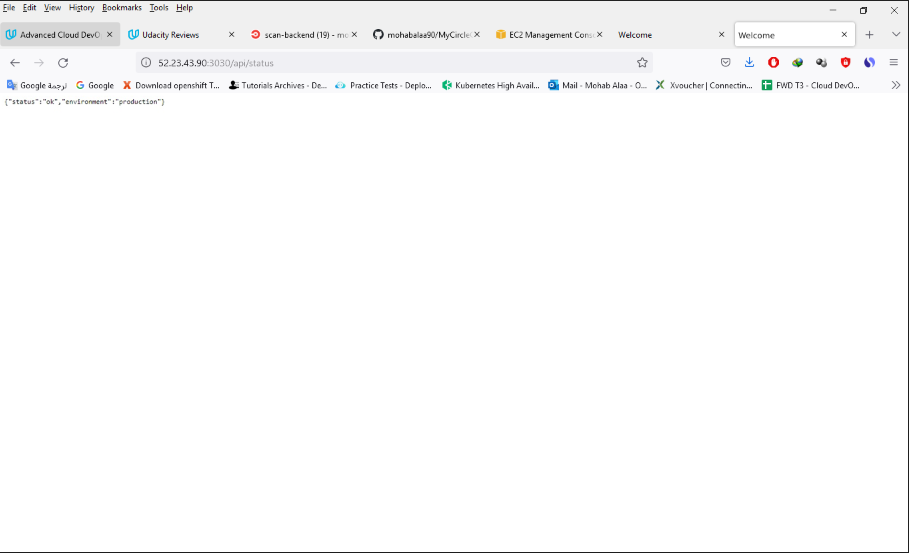 File Edit View History Bookmarks Tools Help
Advanced Cloud DevO Udacity Reviews scan-backend (19) - mo mohabalaa90/MyCircle EC2 Management Cons Welcome Welcome
52.23.43.90:3030/api/status
Google ترجمة Google Download openshift T... Tutorials Archives - De... Practice Tests - Deplo... Kubernetes High Avail... Mail - Mohab Alaa - O... Xvoucher | Connectin... FWD T3 - Cloud DevO...
{"status":"ok","environment":"production"}